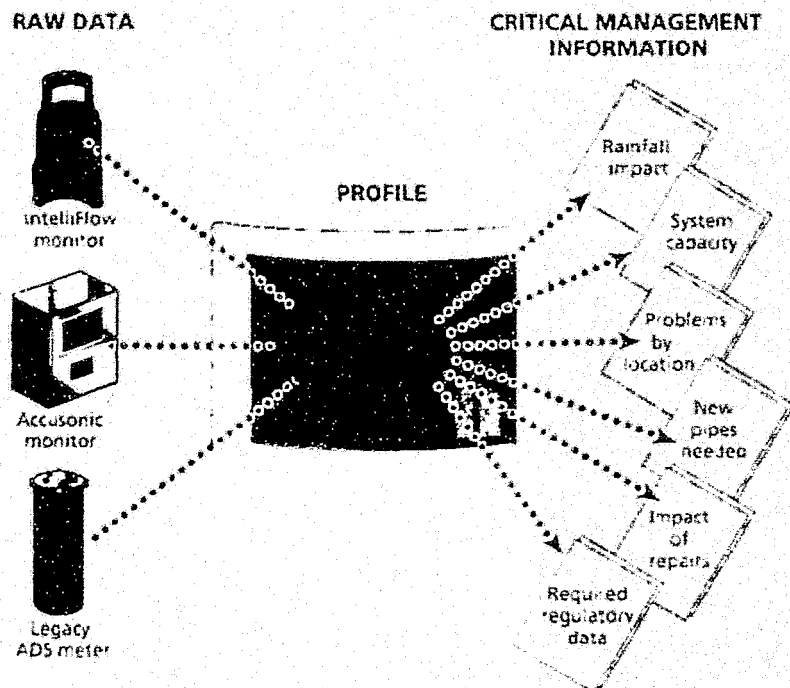 RAW DATA
CRITICAL MANAGEMENT
INFORMATION
IntelliFlow
monitor
Accusonic
monitor
Legacy
ADS meter
PROFILE
Rainfall
impact
System
capacity
Problems
by
location
New
pipes
needed
Impact
of
repairs
Required
regulatory
data